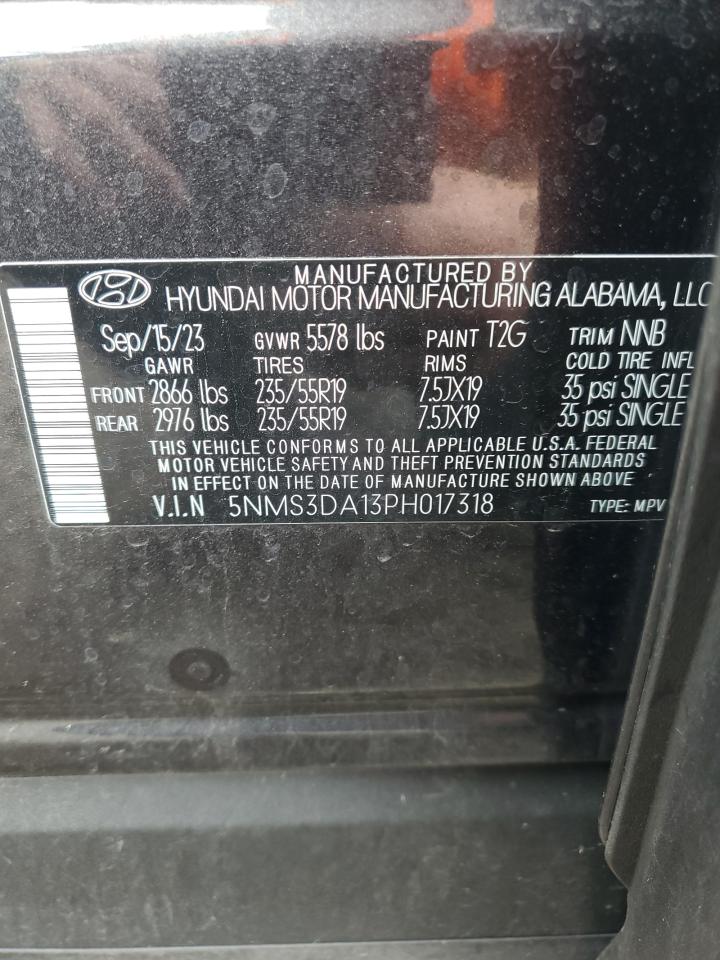 MANUFACTURED BY
HYUNDAI MOTOR MANUFACTURING ALABAMA, LLC
Sep/15/23 GVWR 5578 lbs PAINT T2G TRIM NNB
GAWR TIRES RIMS COLD TIRE INFL
FRONT 2866 lbs 235/55R19 7.5JX19 35 psi SINGLE
REAR 2976 lbs 235/55R19 7.5JX19 35 psi SINGLE
THIS VEHICLE CONFORMS TO ALL APPLICABLE U.S.A. FEDERAL
MOTOR VEHICLE SAFETY AND THEFT PREVENTION STANDARDS
IN EFFECT ON THE DATE OF MANUFACTURE SHOWN ABOVE
V.I.N 5NMS3DA13PH017318 TYPE: MPV